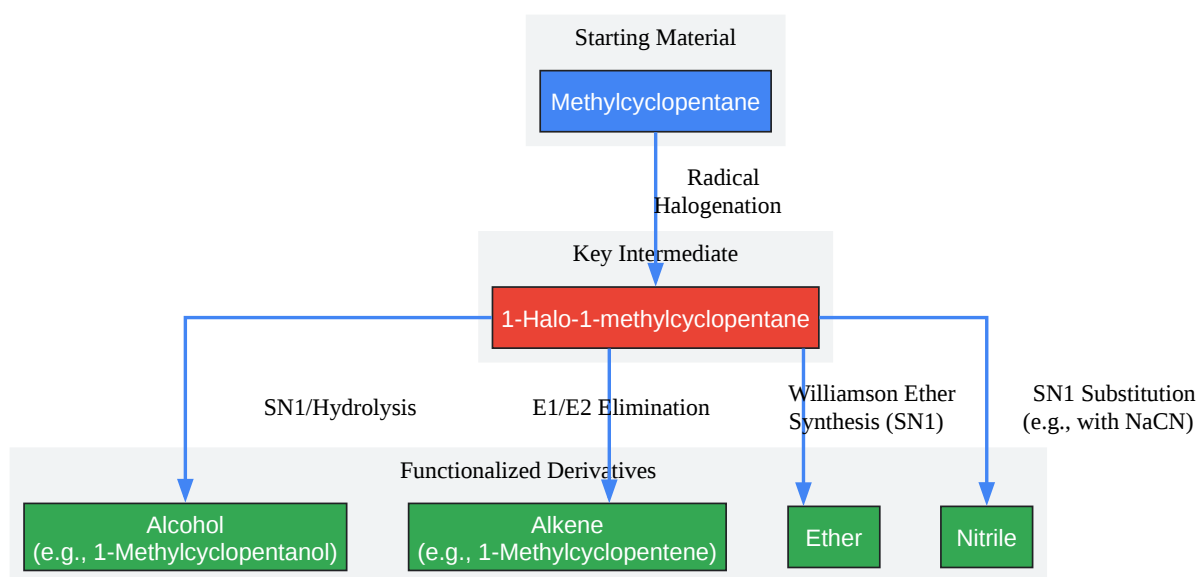 Starting Material
Methylcyclopentane
Radical
Halogenation
Key Intermediate
1-Halo-1-methylcyclopentane
SN1/Hydrolysis
E1/E2 Elimination
Williamson Ether
Synthesis (SN1)
SN1 Substitution
(e.g., with NaCN)
Functionalized Derivatives
Alcohol
(e.g., 1-Methylcyclopentanol)
Alkene
(e.g., 1-Methylcyclopentene)
Ether
Nitrile